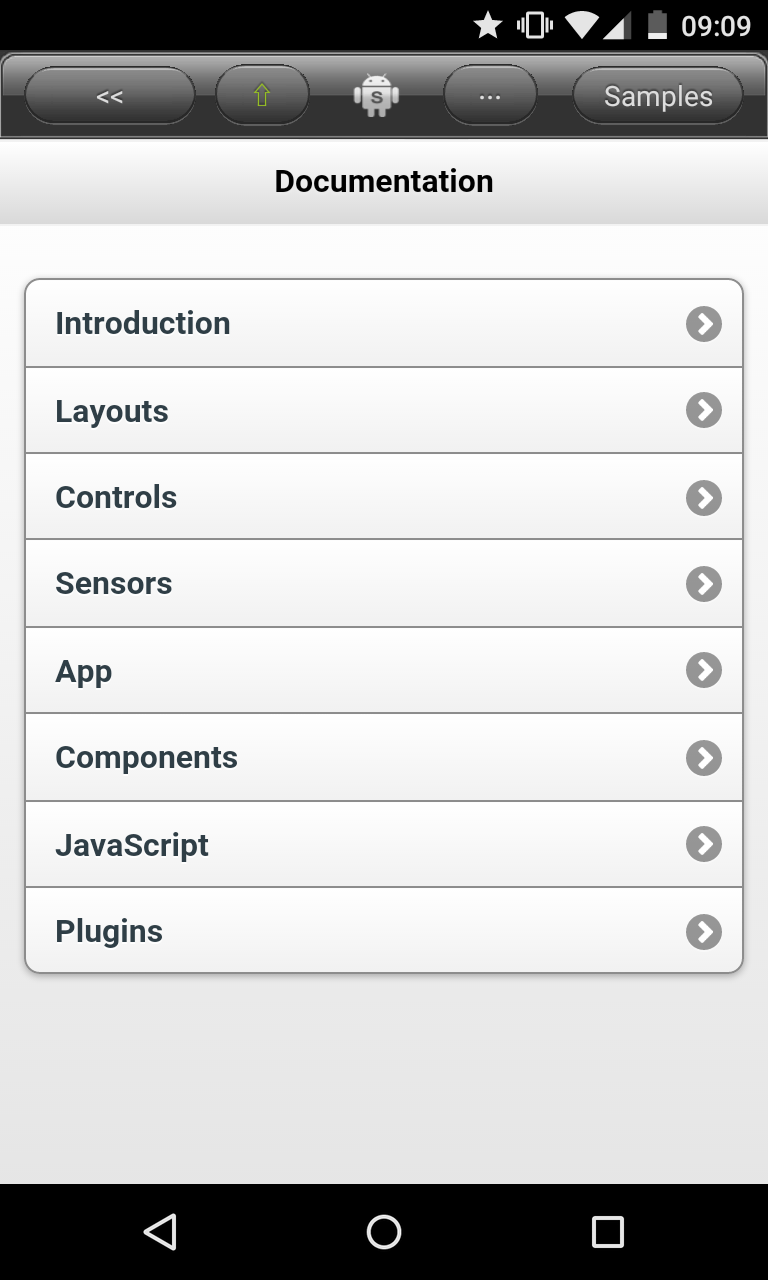 09:09
<<
S
...
Samples
Documentation
Introduction
Layouts
Controls
Sensors
App
Components
JavaScript
Plugins